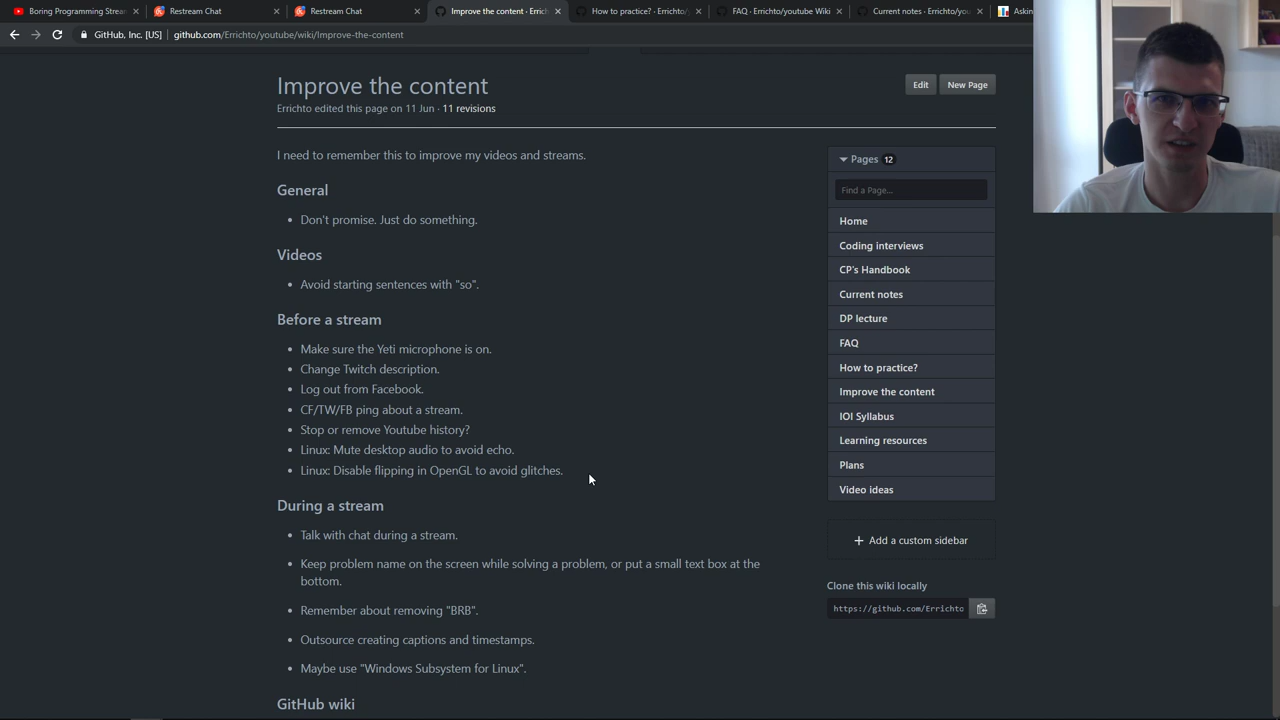 Boring Programming Strea
Restream Chat
Restream Chat
Improve the content · Errich
How to practice? · Errichto/y
FAQ · Errichto/youtube Wiki
Current notes · Errichto/you
Askin
GitHub, Inc. [US]
github.com/Errichto/youtube/wiki/Improve-the-content
Improve the content
Edit
New Page
Errichto edited this page on 11 Jun · 11 revisions
I need to remember this to improve my videos and streams.
General
• Don't promise. Just do something.
Videos
• Avoid starting sentences with "so".
Before a stream
• Make sure the Yeti microphone is on.
• Change Twitch description.
• Log out from Facebook.
• CF/TW/FB ping about a stream.
• Stop or remove Youtube history?
• Linux: Mute desktop audio to avoid echo.
• Linux: Disable flipping in OpenGL to avoid glitches.
During a stream
• Talk with chat during a stream.
• Keep problem name on the screen while solving a problem, or put a small text box at the
bottom.
• Remember about removing "BRB".
• Outsource creating captions and timestamps.
• Maybe use "Windows Subsystem for Linux".
GitHub wiki
Pages 12
Find a Page...
Home
Coding interviews
CP's Handbook
Current notes
DP lecture
FAQ
How to practice?
Improve the content
IOI Syllabus
Learning resources
Plans
Video ideas
+ Add a custom sidebar
Clone this wiki locally
https://github.com/Errichto